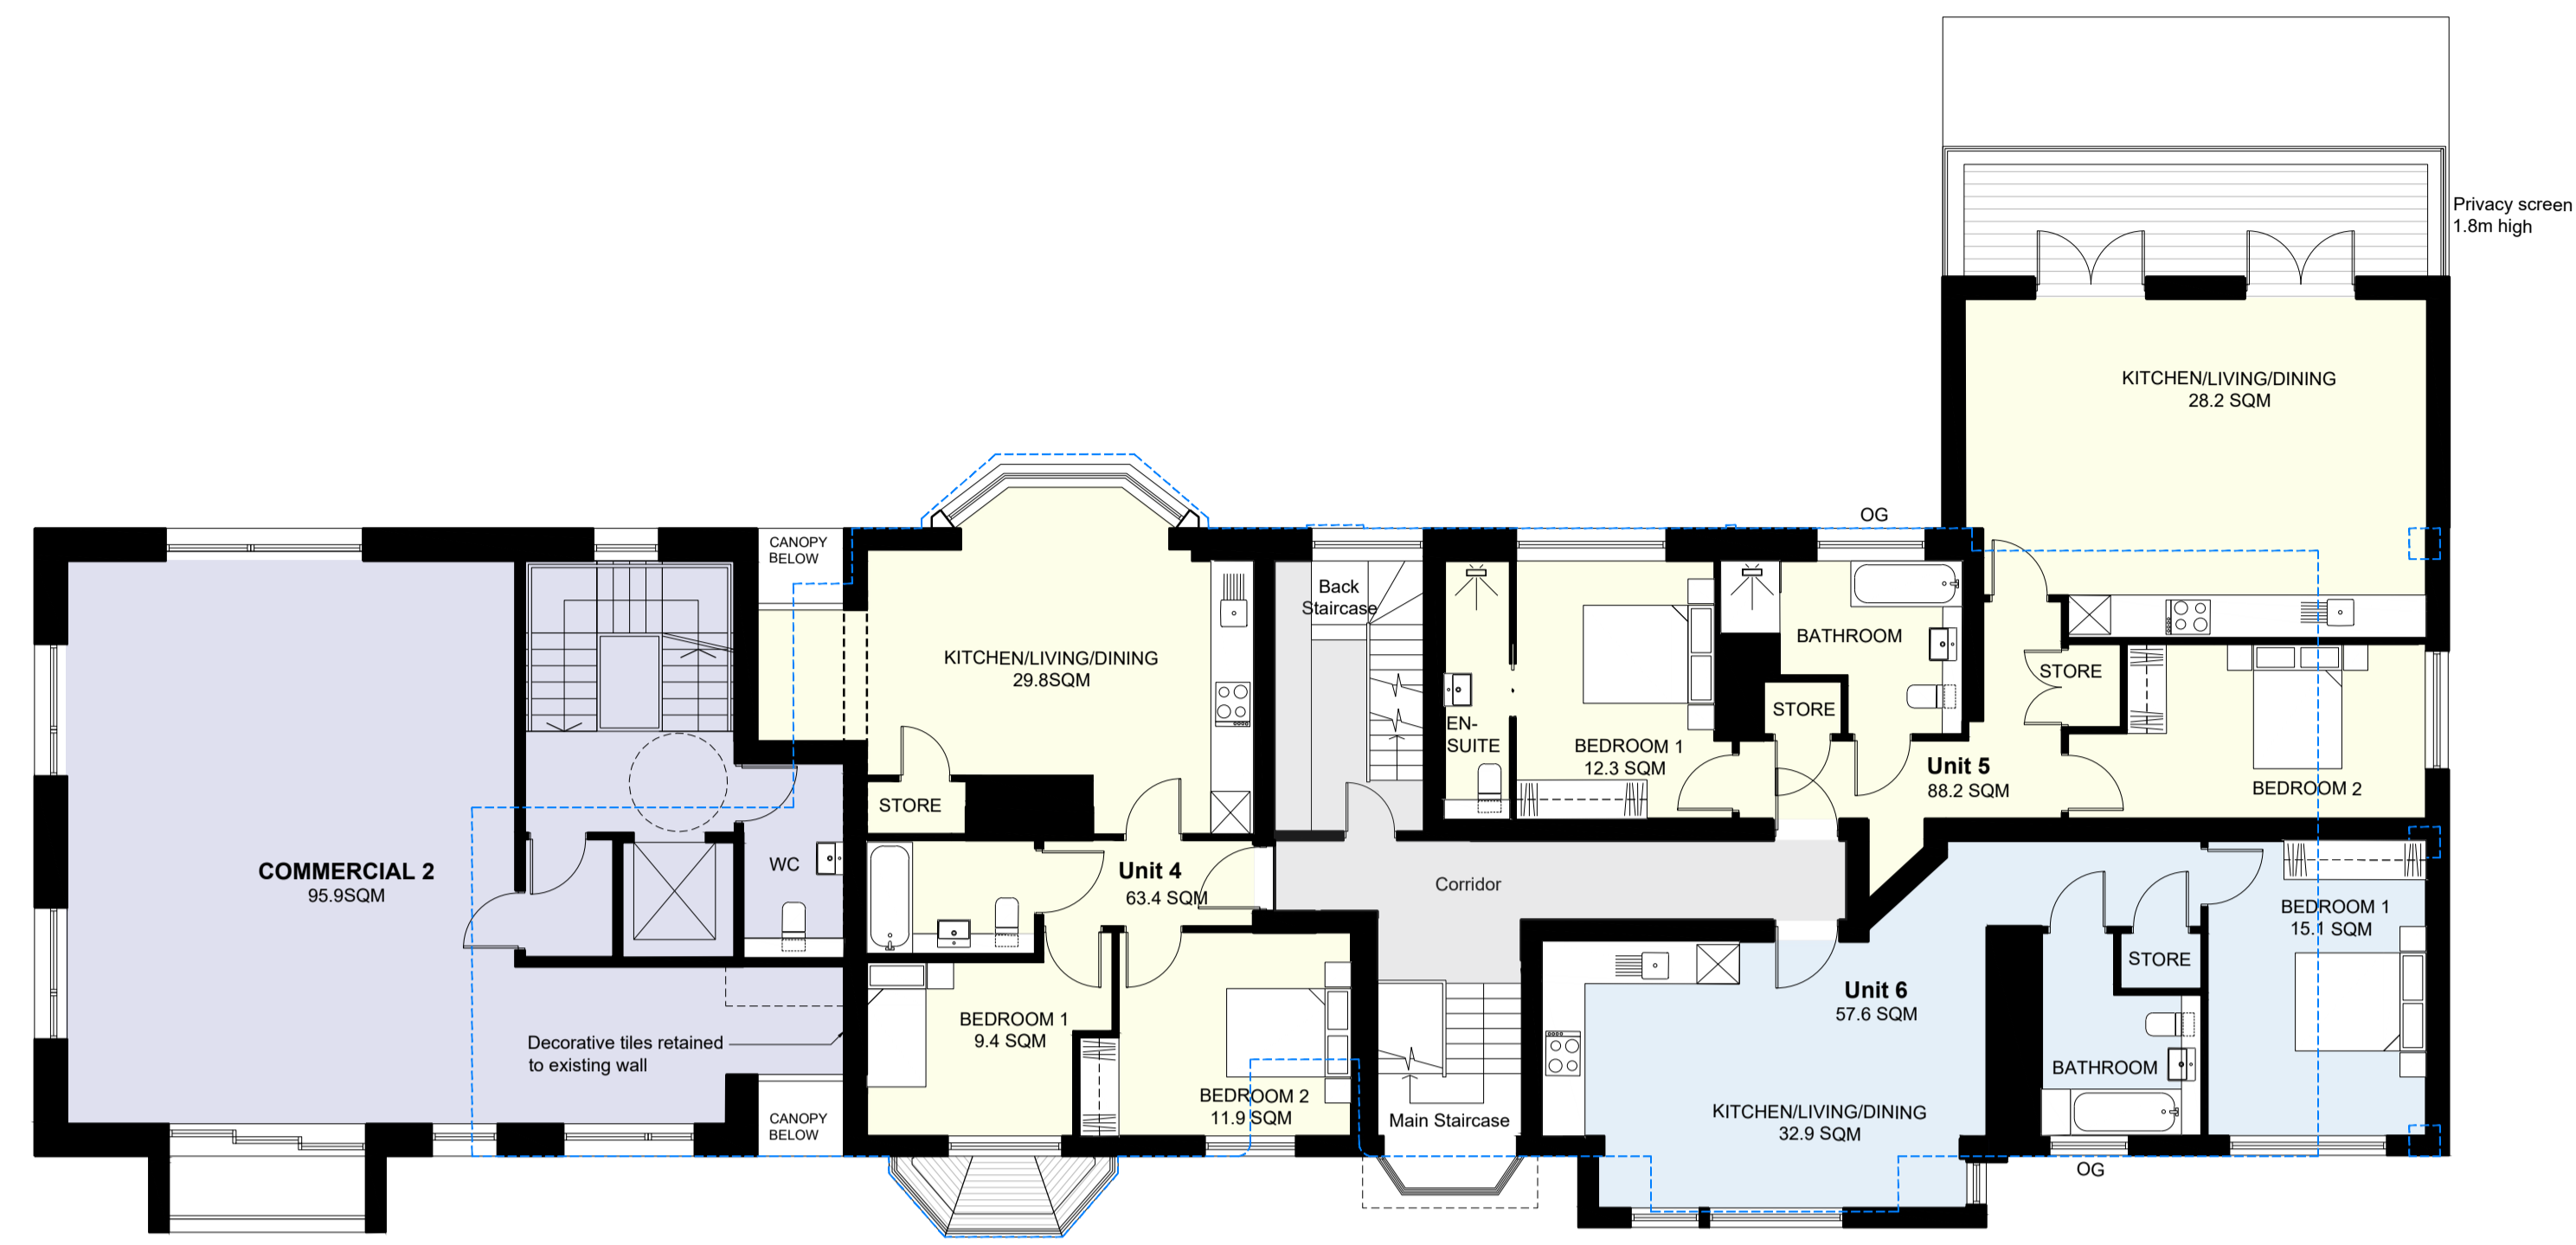 Privacy screen
1.8m high
KITCHEN/LIVING/DINING
28.2 SQM
OG
CANOPY
BELOW
Back
Staircase
KITCHEN/LIVING/DINING
29.8SQM
BATHROOM
STORE
STORE
EN-
SUITE
BEDROOM 1
12.3 SQM
Unit 5
88.2 SQM
BEDROOM 2
STORE
COMMERCIAL 2
95.9SQM
WC
Unit 4
63.4 SQM
Corridor
BEDROOM 1
15.1 SQM
STORE
Unit 6
57.6 SQM
Decorative tiles retained
to existing wall
BEDROOM 1
9.4 SQM
BEDROOM 2
11.9 SQM
BATHROOM
CANOPY
BELOW
Main Staircase
KITCHEN/LIVING/DINING
32.9 SQM
OG